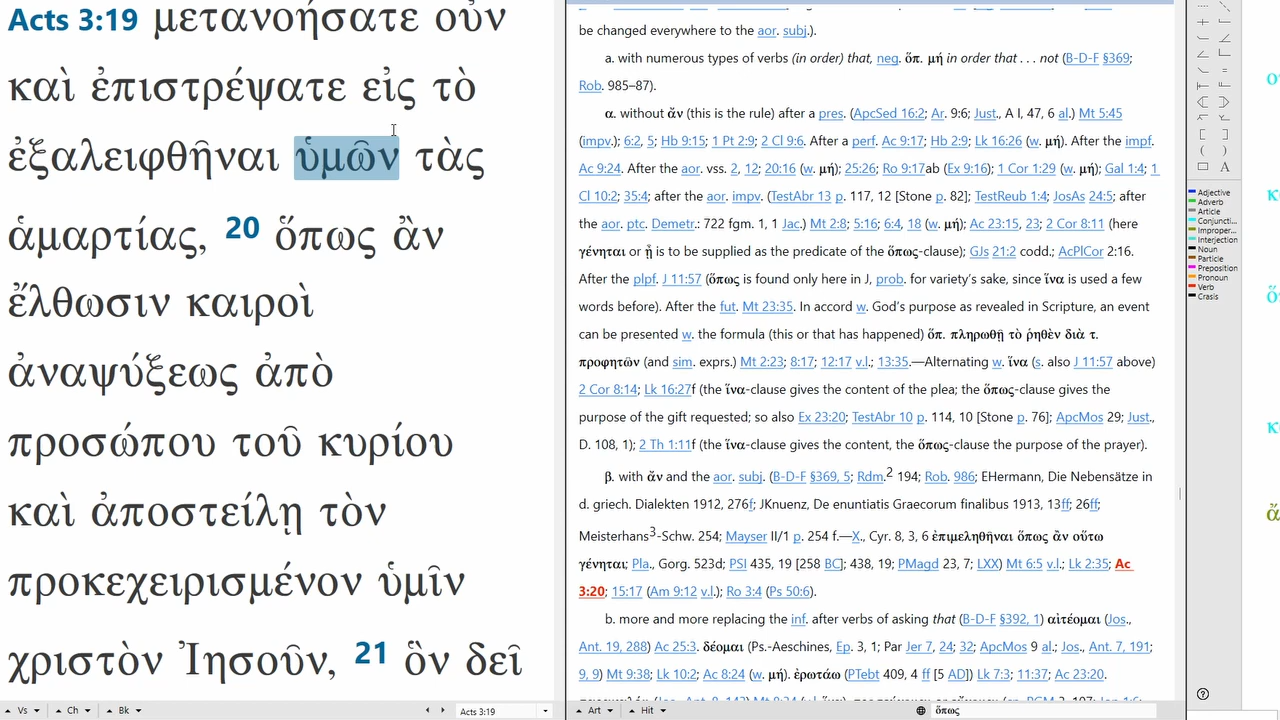 Acts 3:19 μετανοήσατε οὖν
καὶ ἐπιστρέψατε εἰς τὸ
ἐξαλειφθῆναι ὑμῶν τὰς
ἁμαρτίας, 20 ὅπως ἂν
ἔλθωσιν καιροὶ
ἀναψύξεως ἀπὸ
προσώπου τοῦ κυρίου
καὶ ἀποστείλῃ τὸν
προκεχειρισμένον ὑμῖν
χριστὸν Ἰησοῦν, 21 ὃν δεῖ
Vs Ch Bk Acts 3:19
be changed everywhere to the aor. subj.).
a. with numerous types of verbs (in order) that, neg. ὅπ. μή in order that . . . not (B-D-F §369;
Rob. 985–87).
α. without ἄν (this is the rule) after a pres. (ApcSed 16:2; Ar. 9:6; Just., A I, 47, 6 al.) Mt 5:45
(impv.); 6:2, 5; Hb 9:15; 1 Pt 2:9; 2 Cl 9:6. After a perf. Ac 9:17; Hb 2:9; Lk 16:26 (w. μή). After the impf.
Ac 9:24. After the aor. vss. 2, 12; 20:16 (w. μή); 25:26; Ro 9:17ab (Ex 9:16); 1 Cor 1:29 (w. μή); Gal 1:4; 1
Cl 10:2; 35:4; after the aor. impv. (TestAbr 13 p. 117, 12 [Stone p. 82]; TestReub 1:4; JosAs 24:5; after
the aor. ptc. Demetr.: 722 fgm. 1, 1 Jac.) Mt 2:8; 5:16; 6:4, 18 (w. μή); Ac 23:15, 23; 2 Cor 8:11 (here
γένηται or ᾖ is to be supplied as the predicate of the ὅπως-clause); GJs 21:2 codd.; AcPlCor 2:16.
After the plpf. J 11:57 (ὅπως is found only here in J, prob. for variety’s sake, since ἵνα is used a few
words before). After the fut. Mt 23:35. In accord w. God’s purpose as revealed in Scripture, an event
can be presented w. the formula (this or that has happened) ὅπ. πληρωθῇ τὸ ῥηθὲν διὰ τ.
προφητῶν (and sim. exprs.) Mt 2:23; 8:17; 12:17 v.l.; 13:35.—Alternating w. ἵνα (s. also J 11:57 above)
2 Cor 8:14; Lk 16:27f (the ἵνα-clause gives the content of the plea; the ὅπως-clause gives the
purpose of the gift requested; so also Ex 23:20; TestAbr 10 p. 114, 10 [Stone p. 76]; ApcMos 29; Just.,
D. 108, 1); 2 Th 1:11f (the ἵνα-clause gives the content, the ὅπως-clause the purpose of the prayer).
β. with ἄν and the aor. subj. (B-D-F §369, 5; Rdm.2 194; Rob. 986; EHermann, Die Nebensätze in
d. griech. Dialekten 1912, 276f; JKnuenz, De enuntiatis Graecorum finalibus 1913, 13ff; 26ff;
Meisterhans3-Schw. 254; Mayser II/1 p. 254 f.—X., Cyr. 8, 3, 6 ἐπιμεληθῆναι ὅπως ἂν οὕτω
γένηται; Pla., Gorg. 523d; PSI 435, 19 [258 BC]; 438, 19; PMagd 23, 7; LXX) Mt 6:5 v.l.; Lk 2:35; Ac
3:20; 15:17 (Am 9:12 v.l.); Ro 3:4 (Ps 50:6).
b. more and more replacing the inf. after verbs of asking that (B-D-F §392, 1) αἰτέομαι (Jos.,
Ant. 19, 288) Ac 25:3. δέομαι (Ps.-Aeschines, Ep. 3, 1; Par Jer 7, 24; 32; ApcMos 9 al.; Jos., Ant. 7, 191;
9, 9) Mt 9:38; Lk 10:2; Ac 8:24 (w. μή). ἐρωτάω (PTebt 409, 4 ff [5 AD]) Lk 7:3; 11:37; Ac 23:20.
Art Hit ὅπως
Adjective
Adverb
Article
Conjuncti...
Improper...
Interjection
Noun
Particle
Preposition
Pronoun
Verb
Crasis